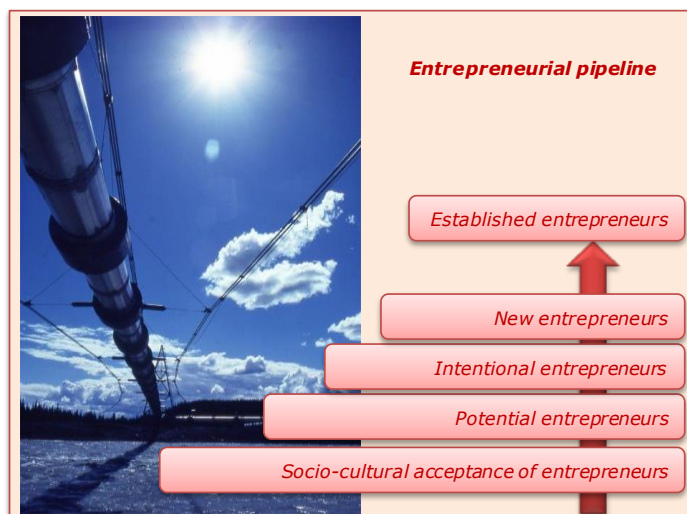 Entrepreneurial pipeline
Established entrepreneurs
New entrepreneurs
Intentional entrepreneurs
Potential entrepreneurs
Socio-cultural acceptance of entrepreneurs